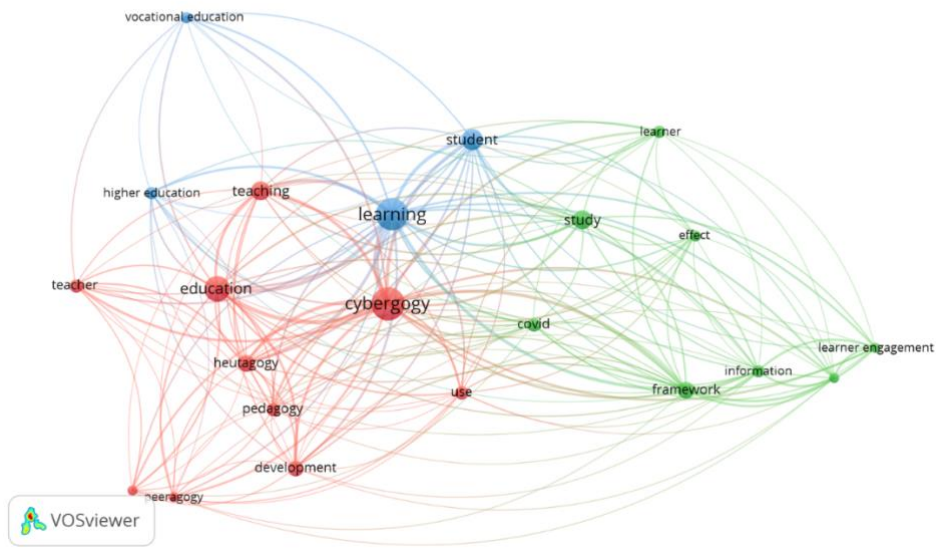 vocational education
student
learner
higher education
teaching
learning
study
effect
teacher
education
cybergogy
covid
learner engagement
heutagogy
information
use
framework
pedagogy
development
peeragogy
VOSviewer